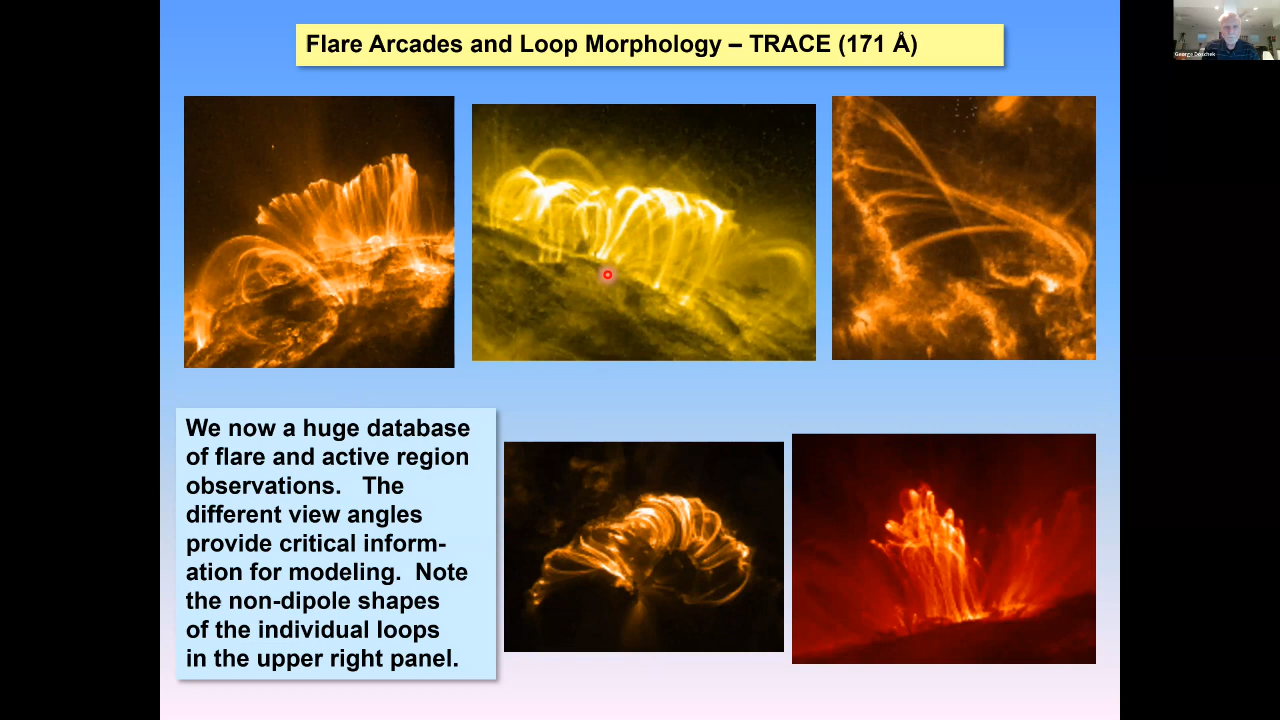 Flare Arcades and Loop Morphology – TRACE (171 Å)
George Doschek
We now a huge database
of flare and active region
observations.   The
different view angles
provide critical inform-
ation for modeling.  Note
the non-dipole shapes
of the individual loops
in the upper right panel.